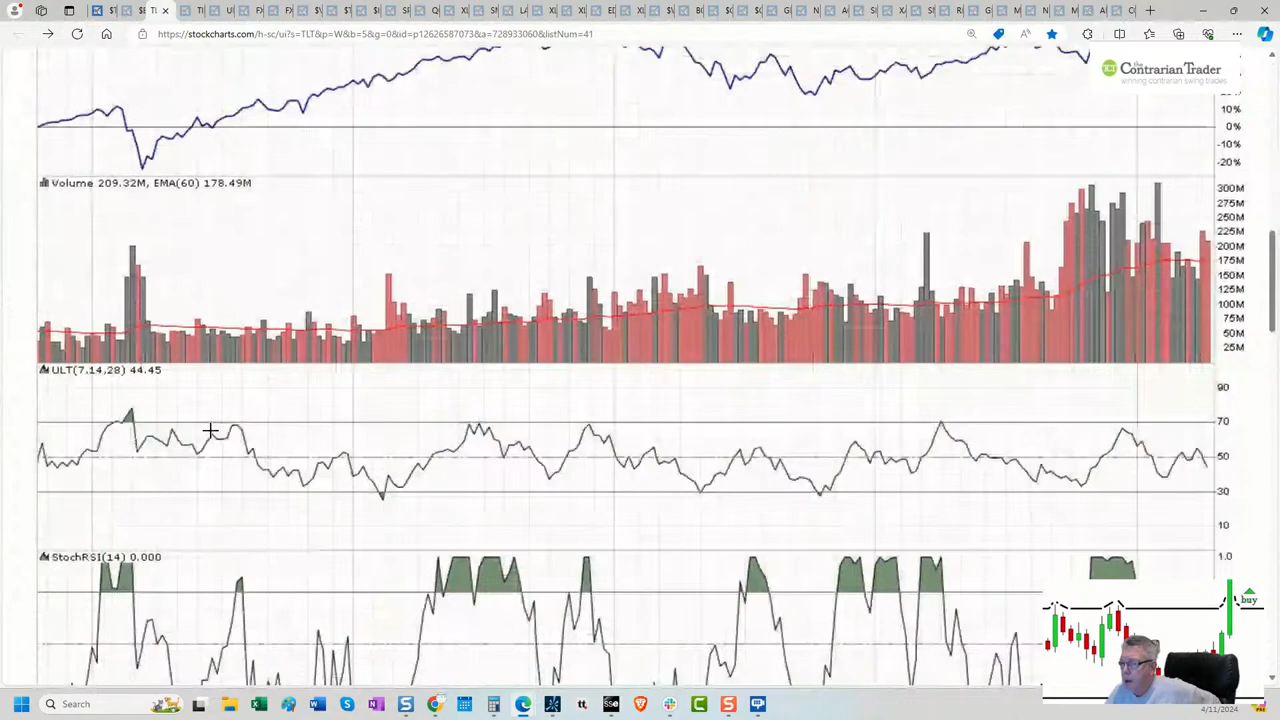 https://stockcharts.com/h-sc/ui?s=TLT&p=W&b=5&g=0&id=p12626587073&a=728933060&listNum=41
the
Contrarian Trader
winning contrarian swing trades
10%
0%
-10%
-20%
Volume 209.32M, EMA(60) 178.49M
300M
275M
250M
225M
200M
175M
150M
125M
100M
75M
50M
25M
ULT(7,14,28) 44.45
90
70
50
30
10
StochRSI(14) 0.000
1.0
buy
Search
4/11/2024